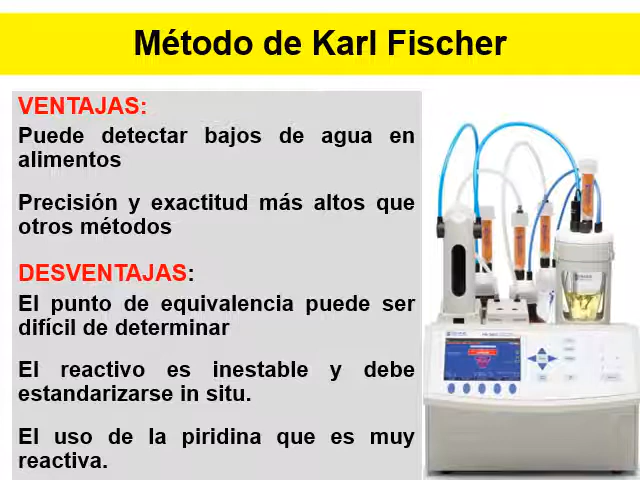 Método de Karl Fischer
VENTAJAS:
Puede detectar bajos de agua en
alimentos
Precisión y exactitud más altos que
otros métodos
DESVENTAJAS:
El punto de equivalencia puede ser
difícil de determinar
El reactivo es inestable y debe
estandarizarse in situ.
El uso de la piridina que es muy
reactiva.